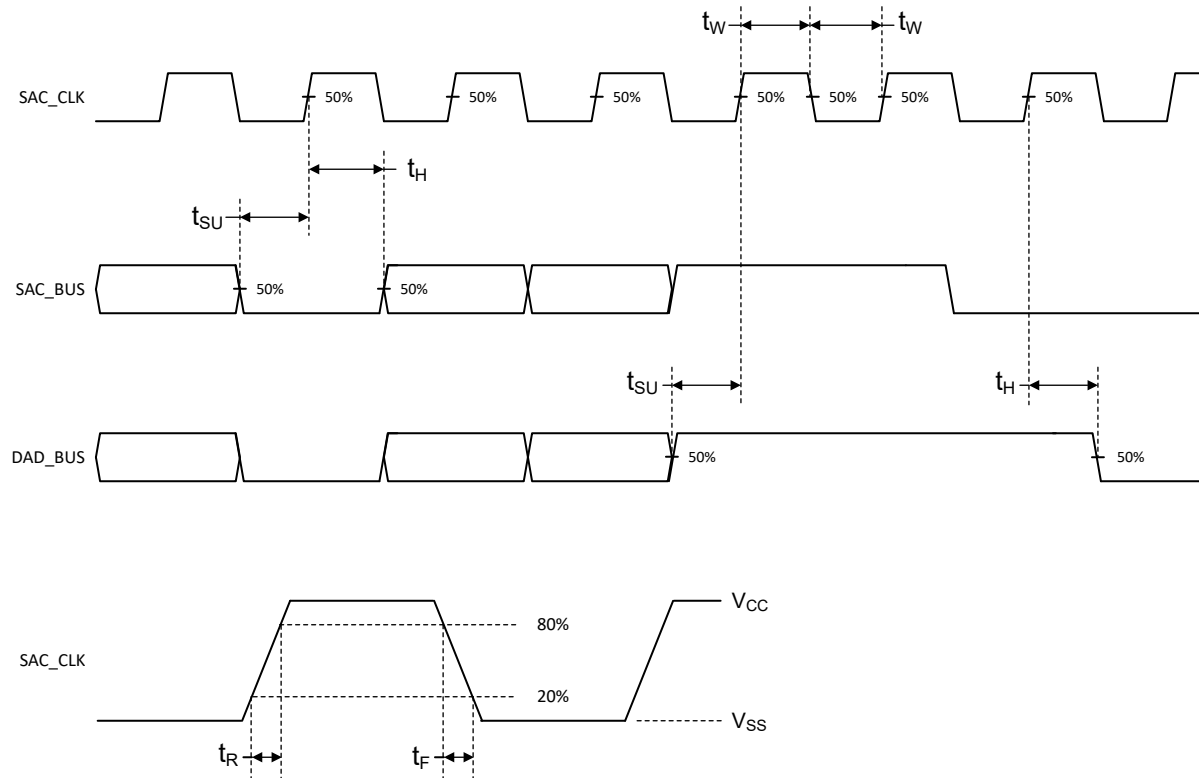 tW tW
SAC_CLK
50% 50% 50% 50% 50% 50% 50%
tH
tSU
SAC_BUS
50% 50%
tSU tH
DAD_BUS
50% 50%
VCC
80%
SAC_CLK
20%
VSS
tR tF